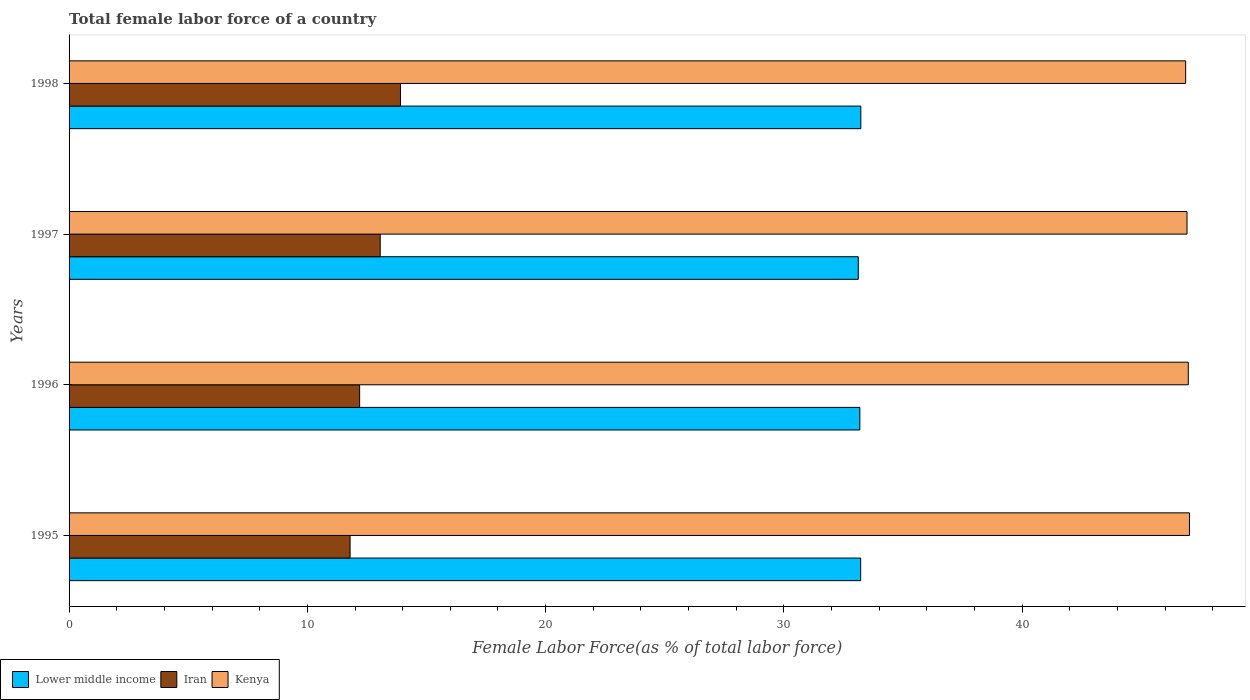 Total female labor force of a country
1998
1997
1996
1995
Years
0
10
20
30
40
Female Labor Force(as % of total labor force)
Lower middle income
Iran
Kenya